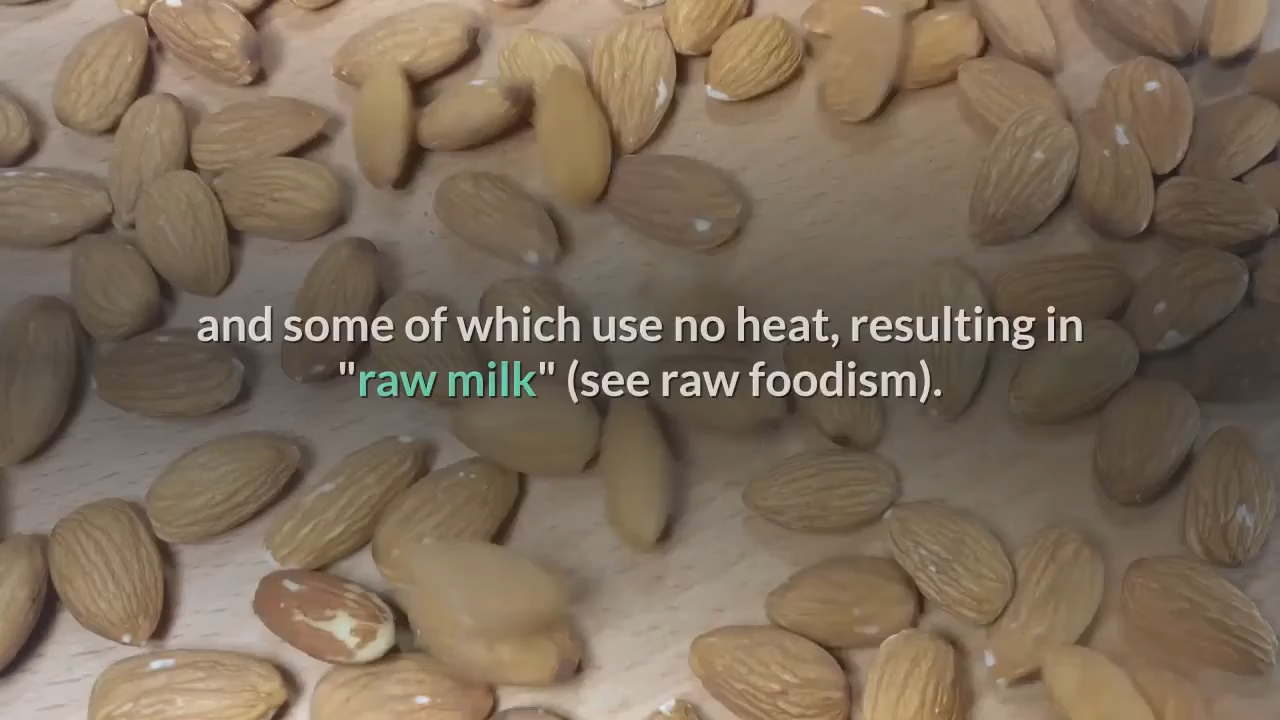 and some of which use no heat, resulting in
"raw milk" (see raw foodism).